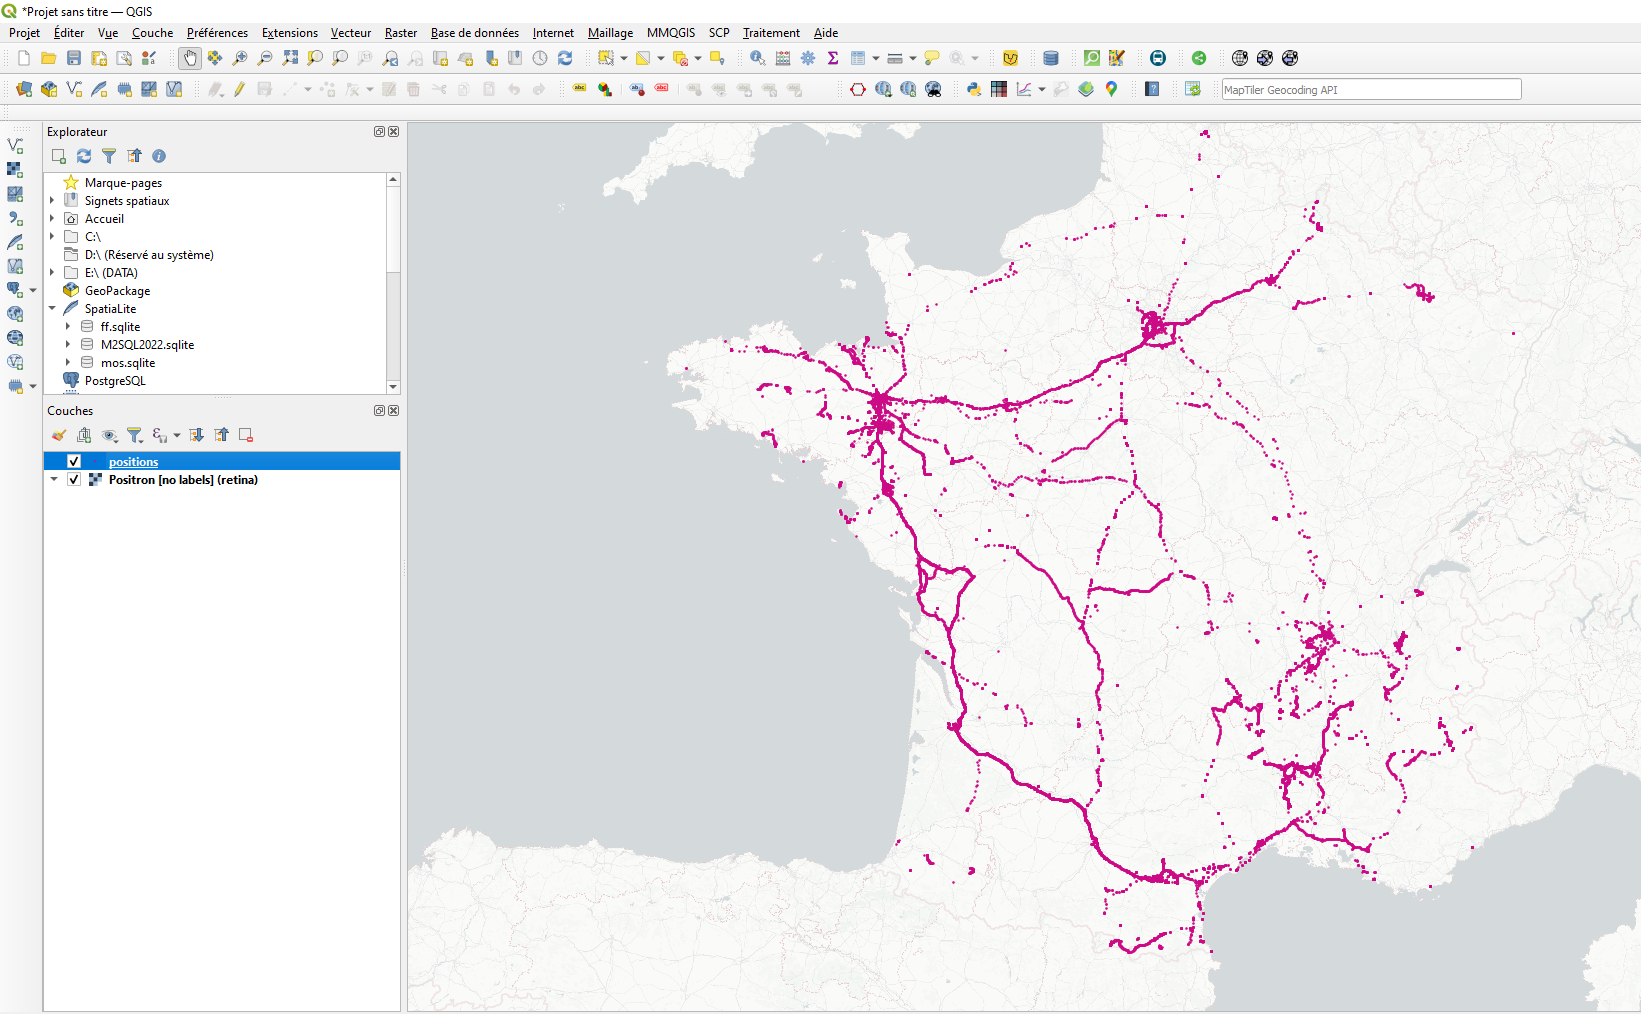 *Projet sans titre — QGIS
Projet Éditer Vue Couche Préférences Extensions Vecteur Raster Base de données Internet Maillage MMQGIS SCP Traitement Aide
MapTiler Geocoding API
Explorateur
Marque-pages
Signets spatiaux
Accueil
C:\
D:\ (Réservé au système)
E:\ (DATA)
GeoPackage
SpatiaLite
ff.sqlite
M2SQL2022.sqlite
mos.sqlite
PostgreSQL
Couches
positions
Positron [no labels] (retina)